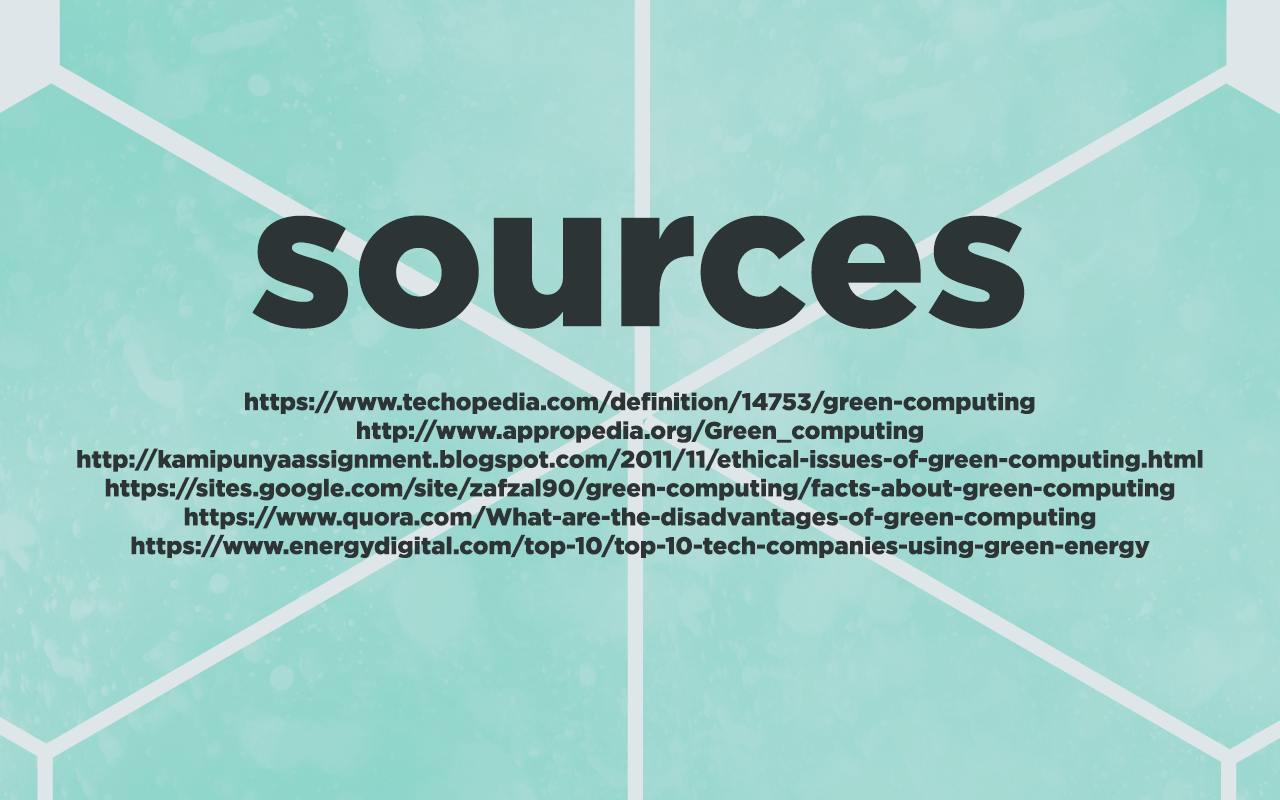 sources
https://www.techopedia.com/definition/14753/green-computing
http://www.appropedia.org/Green_computing
http://kamipunyaassignment.blogspot.com/2011/11/ethical-issues-of-green-computing.html
https://sites.google.com/site/zafzal90/green-computing/facts-about-green-computing
https://www.quora.com/What-are-the-disadvantages-of-green-computing
https://www.energydigital.com/top-10/top-10-tech-companies-using-green-energy